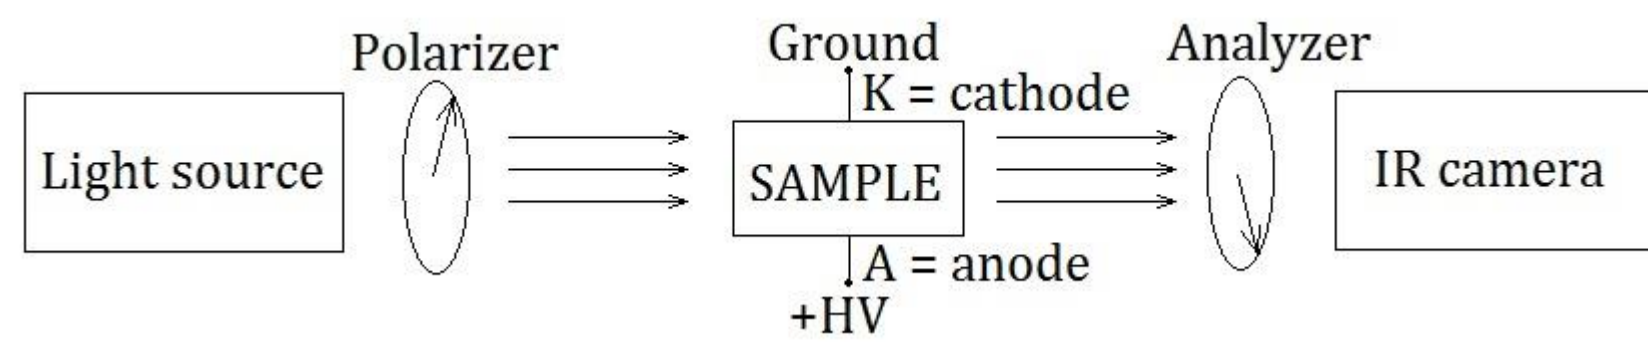 Polarizer
Ground
Analyzer
K = cathode
Light source
SAMPLE
IR camera
A = anode
+HV